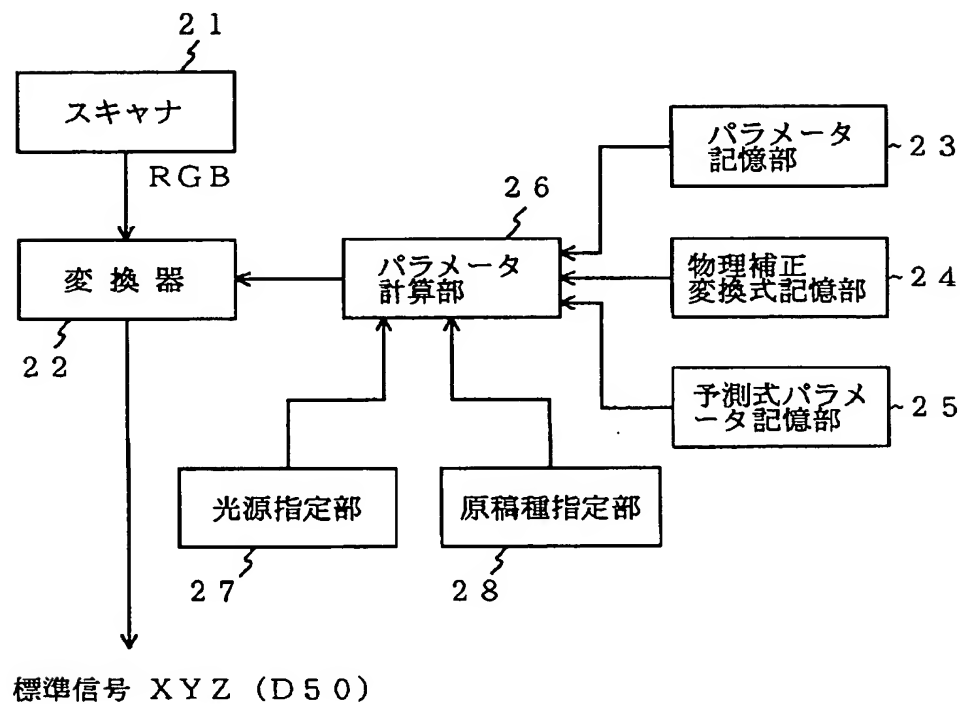 ２１
スキャナ
ＲＧＢ
パラメータ
記憶部
２３
２６
変換器
パラメータ
計算部
物理補正
変換式記憶部
２４
２２
予測式パラメ
ータ記憶部
２５
光源指定部
原稿種指定部
２７
２８
標準信号 ＸＹＺ（Ｄ５０）